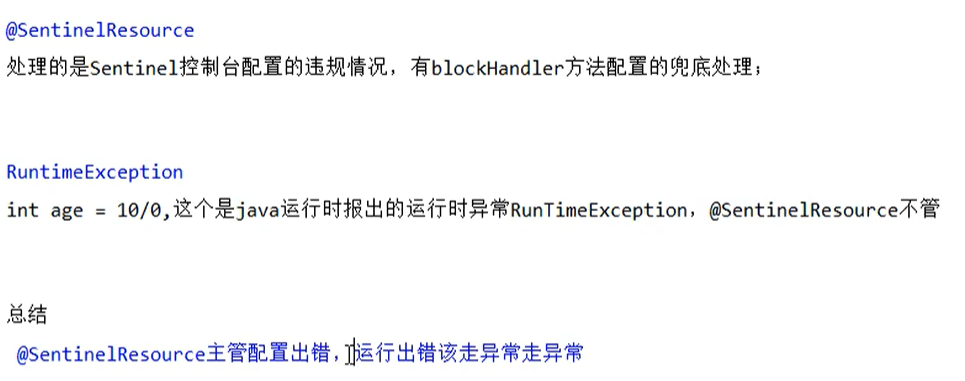 @SentinelResource
处理的是Sentinel控制台配置的违规情况，有blockHandler方法配置的兜底处理；
RuntimeException
int age = 10/0,这个是java运行时报出的运行时异常RunTimeException，@SentinelResource不管
总结
@SentinelResource主管配置出错，运行出错该走异常走异常